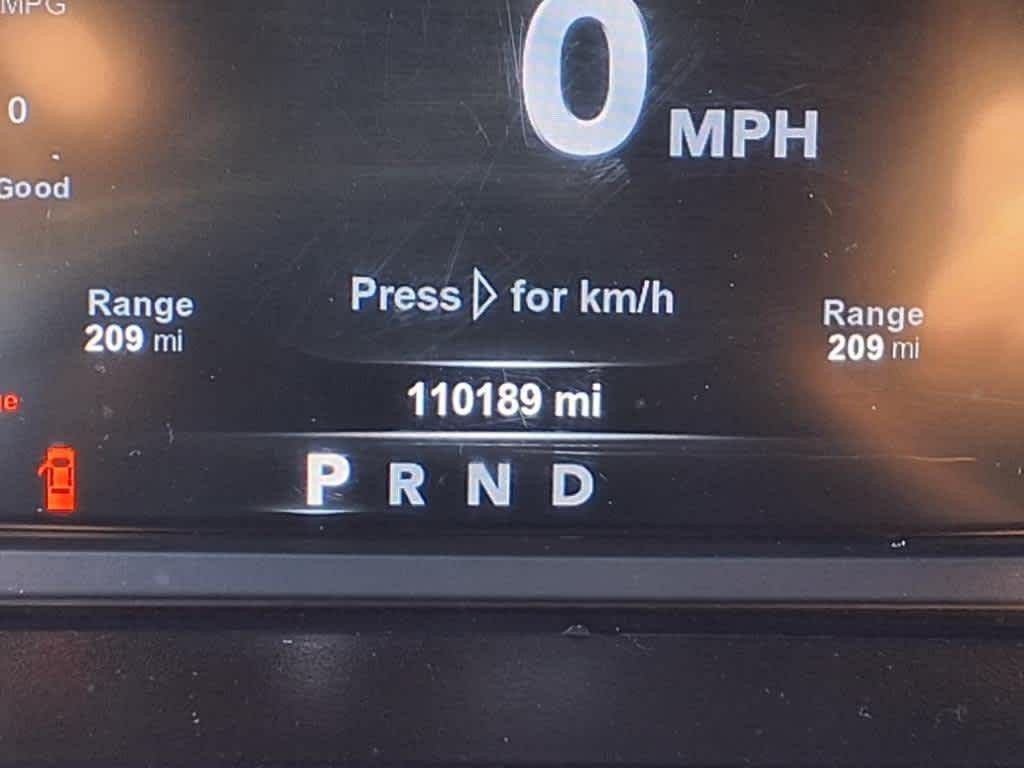 MPG
0
MPH
0
Good
Press ▷ for km/h
Range
209 mi
Range
209 mi
110189 mi
P R N D